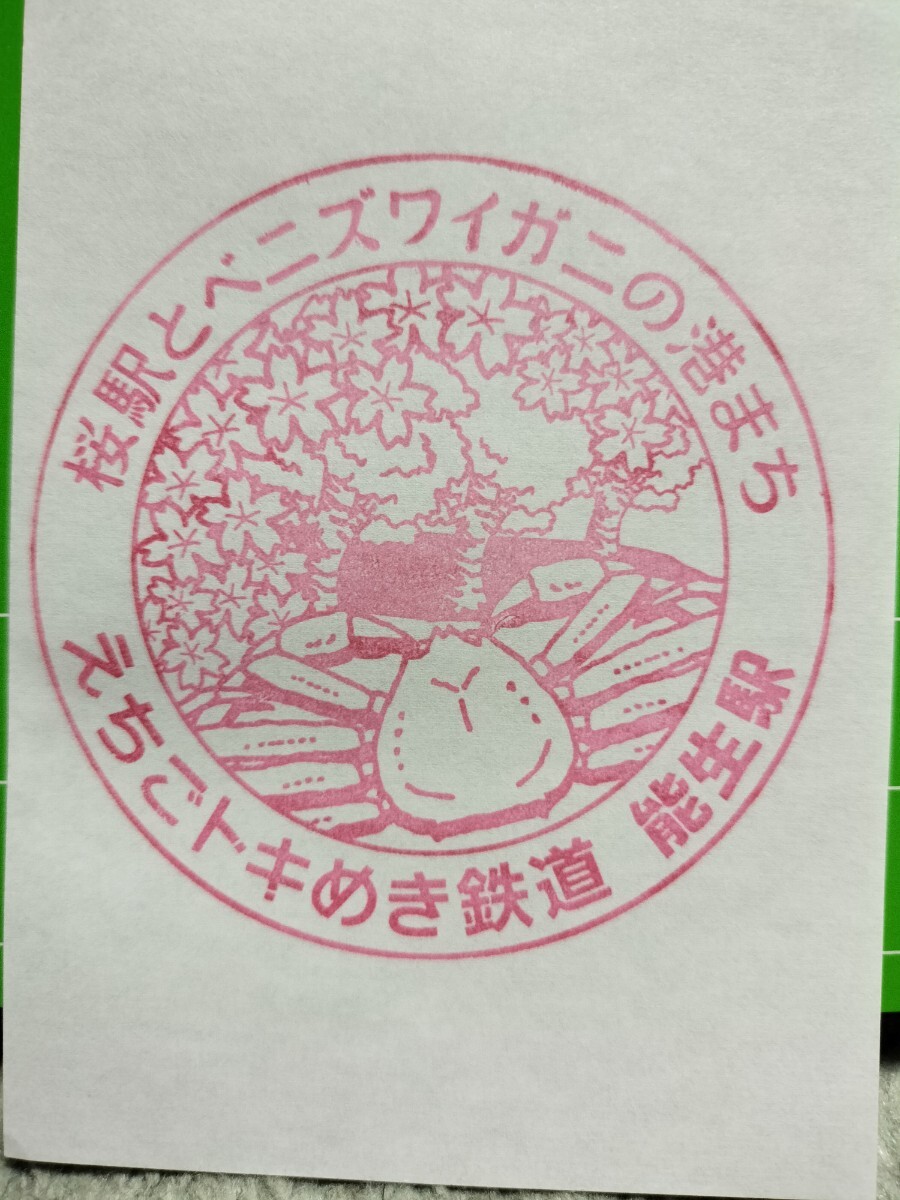 桜駅とベニズワイガニの港まち
えちごトキめき鉄道 能生駅